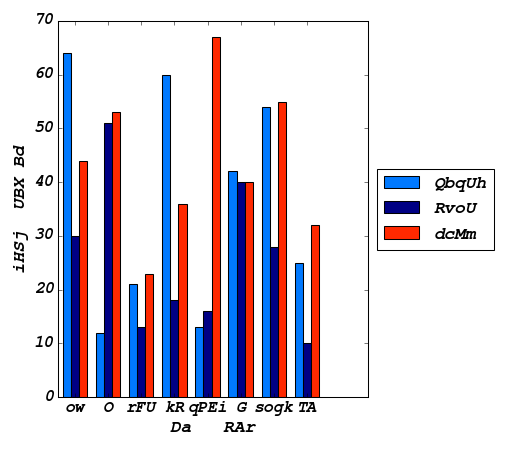 70
60
50
40
30
20
10
0
iHSj UBX Bd
ow O rFU kR qPEi G sogk TA
Da RAr
QbqUh
RvoU
dcMm